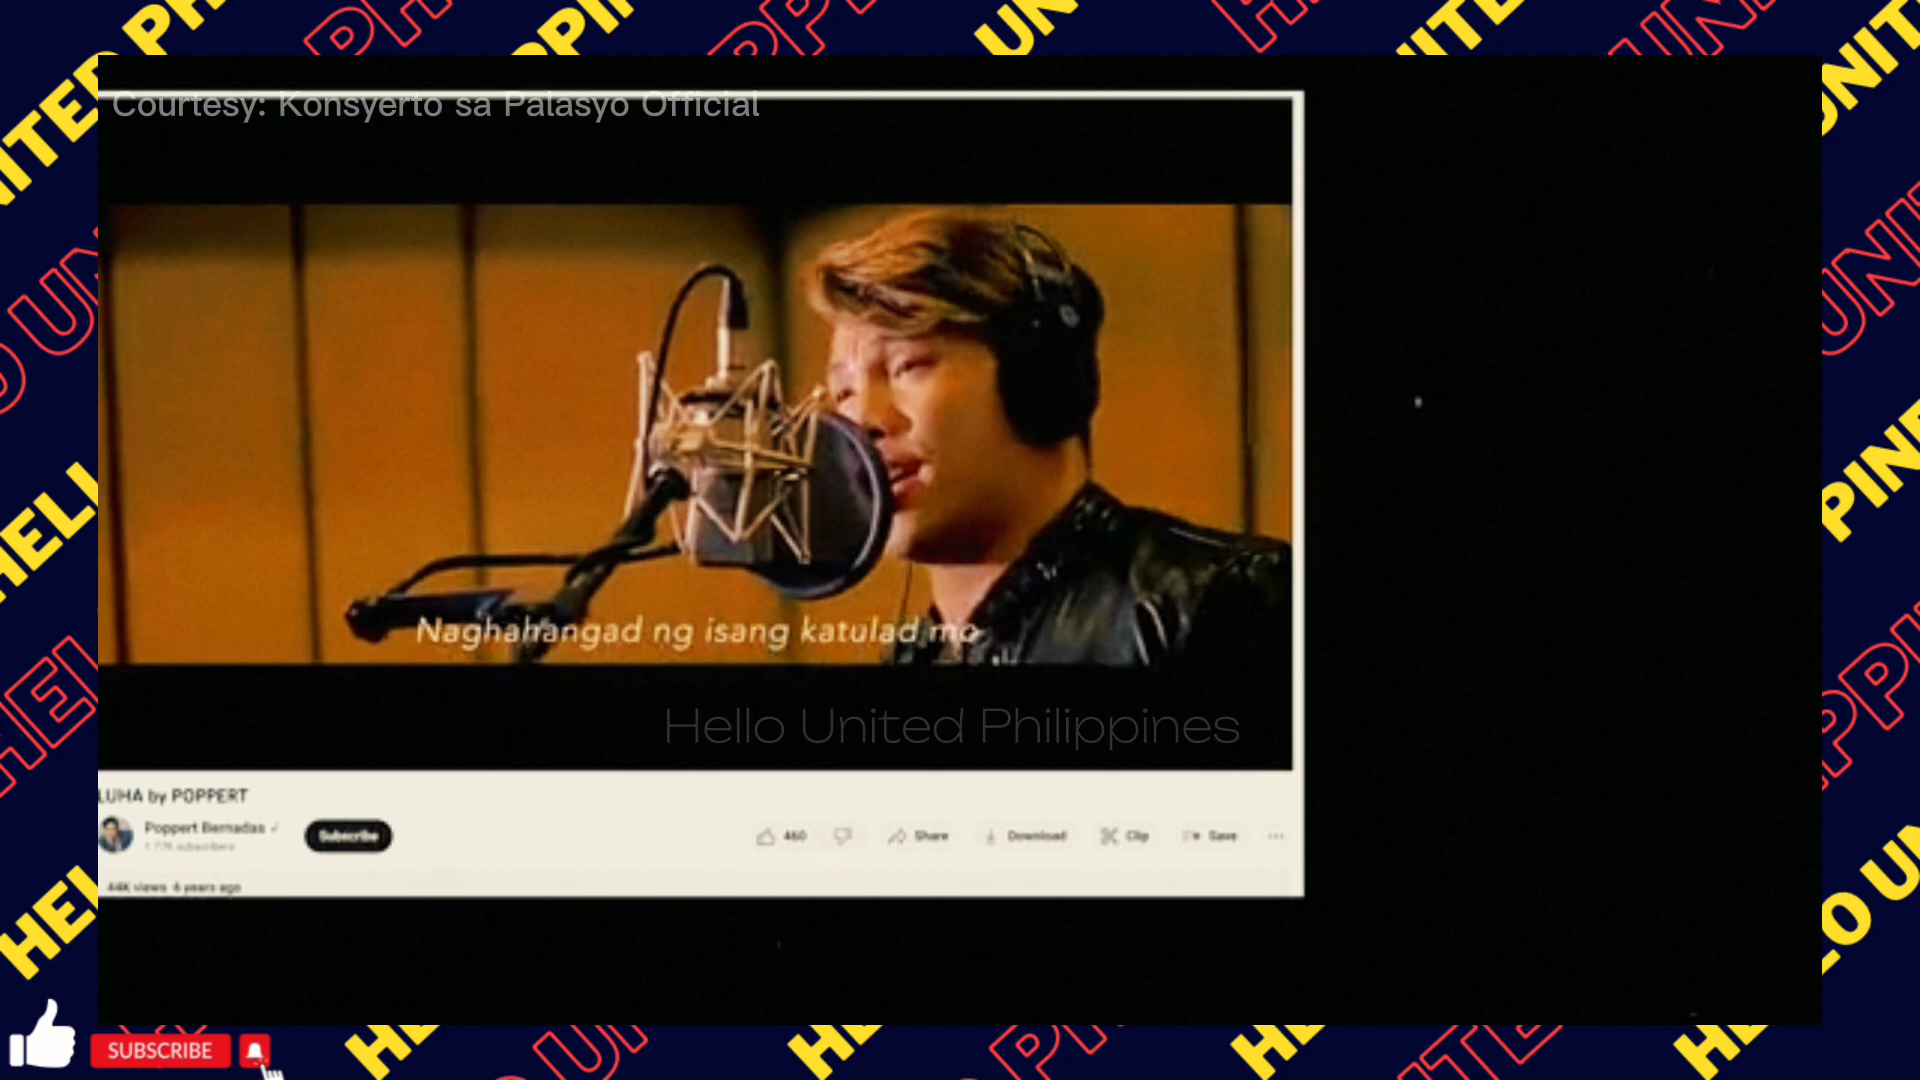 Courtesy: Konsyerto sa Palasyo Official
Naghahangad ng isang katulad mo
Hello United Philippines
LUHA by POPPERT
Poppert Bernadas
Subscribe
460
Share
Download
Clip
Save
44K views 6 years ago
SUBSCRIBE